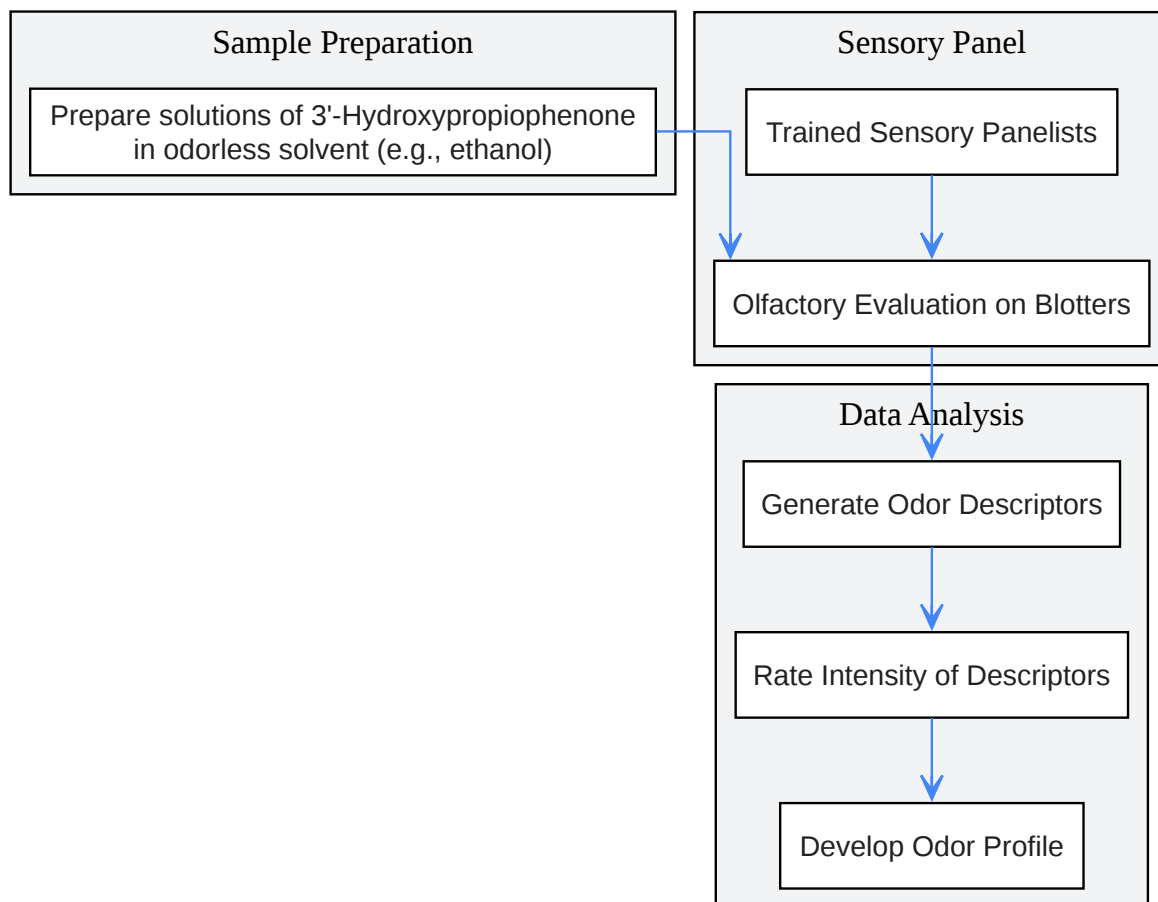 Sample Preparation
Prepare solutions of 3'-Hydroxypropiophenone
in odorless solvent (e.g., ethanol)
Sensory Panel
Trained Sensory Panelists
Olfactory Evaluation on Blotters
Data Analysis
Generate Odor Descriptors
Rate Intensity of Descriptors
Develop Odor Profile